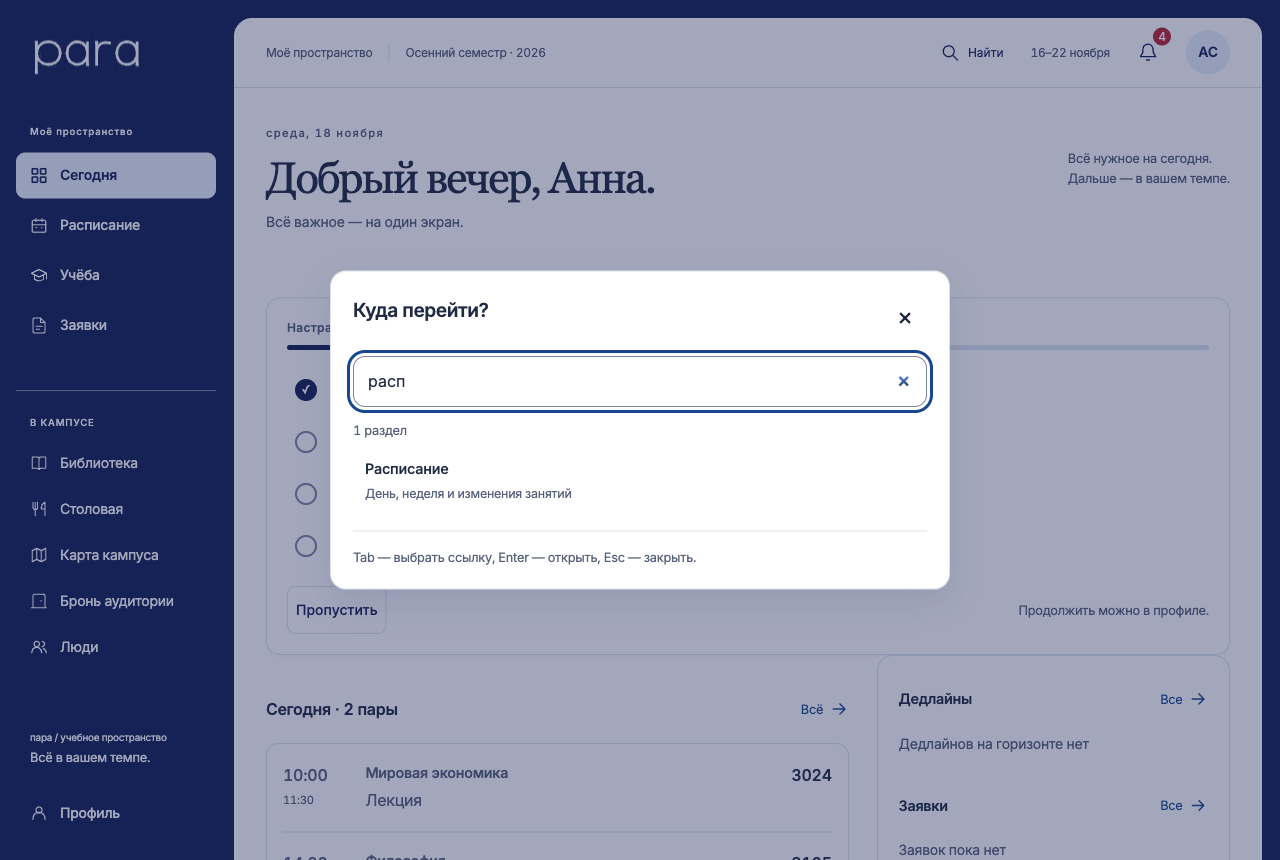 para
Моё пространство
Сегодня
Расписание
Учёба
Заявки
В КАМПУСЕ
Библиотека
Столовая
Карта кампуса
Бронь аудитории
Люди
пара / учебное пространство
Всё в вашем темпе.
Профиль
Моё пространство
Осенний семестр · 2026
Найти
16–22 ноября
4
АС
среда, 18 ноября
Добрый вечер, Анна.
Всё важное — на один экран.
Всё нужное на сегодня.
Дальше — в вашем темпе.
Настра
Куда перейти?
расп
1 раздел
Расписание
День, неделя и изменения занятий
Tab — выбрать ссылку, Enter — открыть, Esc — закрыть.
Пропустить
Продолжить можно в профиле.
Сегодня · 2 пары
Всё
10:00
11:30
Мировая экономика
Лекция
3024
Дедлайны
Все
Дедлайнов на горизонте нет
Заявки
Все
Заявок пока нет